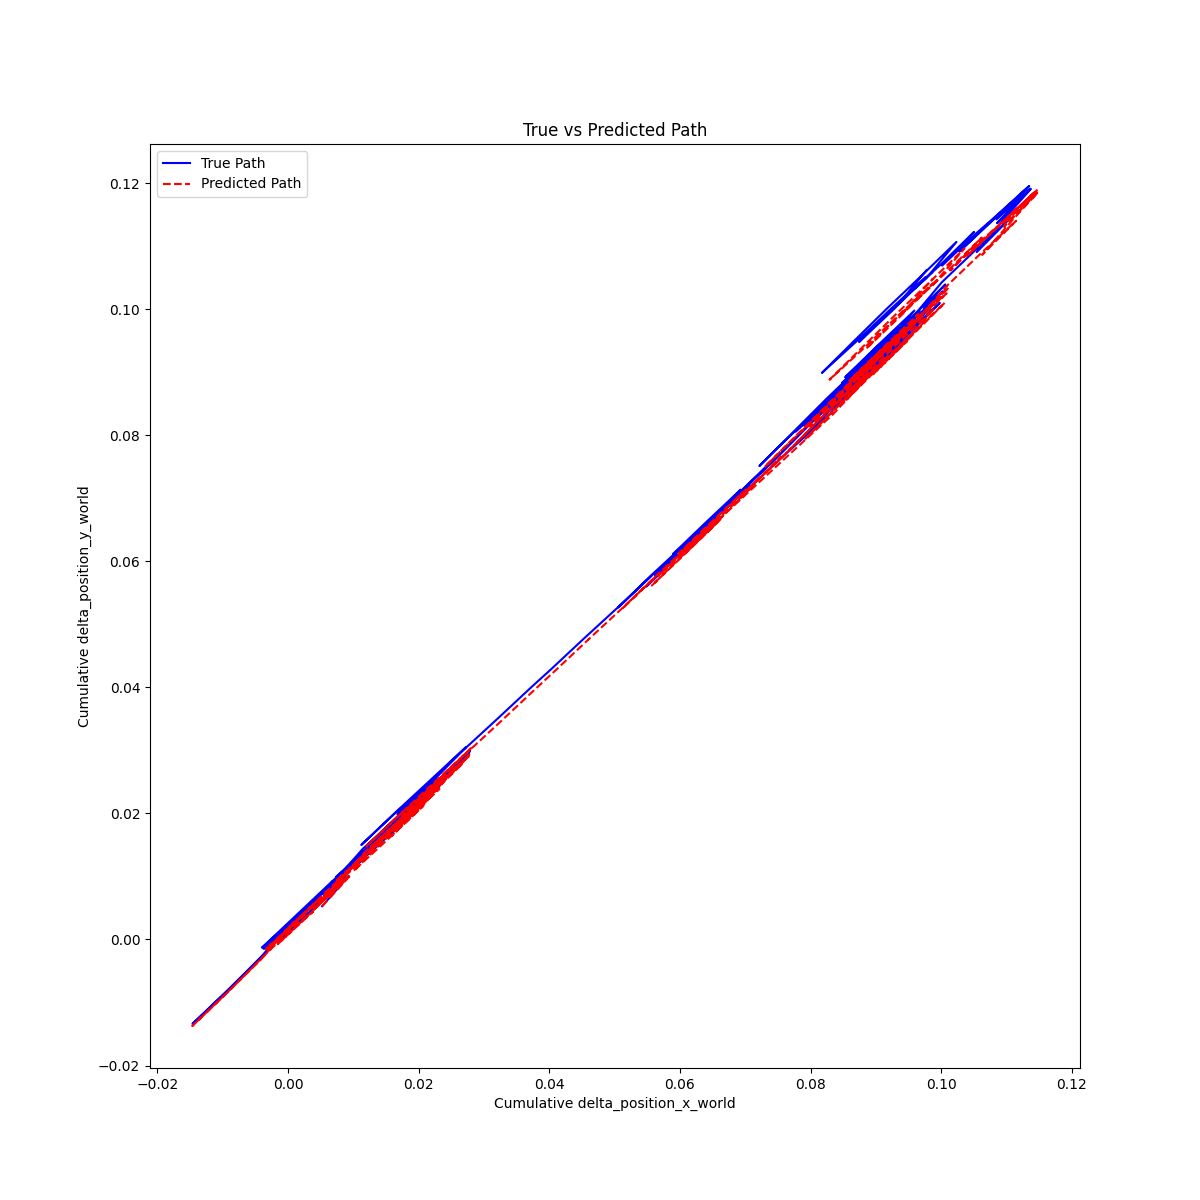 True vs Predicted Path
True Path
Predicted Path
0.12
0.10
0.08
0.06
0.04
0.02
0.00
−0.02
Cumulative delta_position_y_world
−0.02 0.00 0.02 0.04 0.06 0.08 0.10 0.12
Cumulative delta_position_x_world